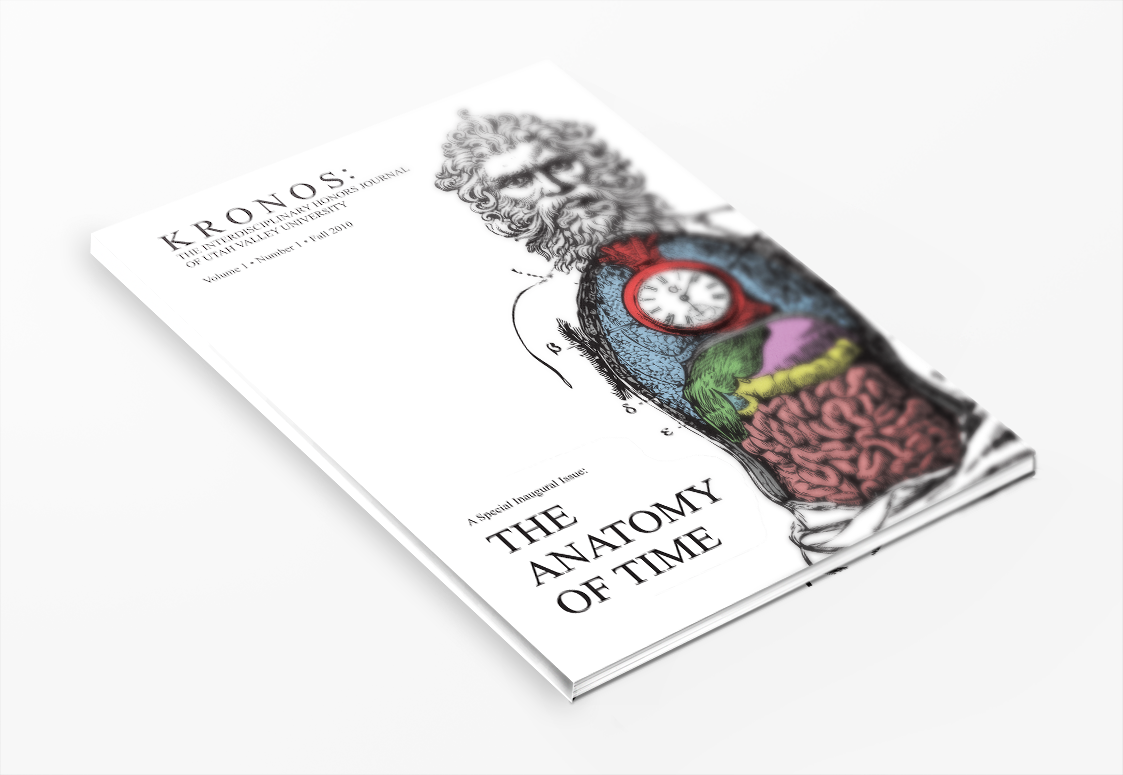 KRONOS:
THE INTERDISCIPLINARY HONORS JOURNAL
OF UTAH VALLEY UNIVERSITY
Volume 1 • Number 1 • Fall 2010
β
δ
ε
A Special Inaugural Issue:
THE
ANATOMY
OF TIME